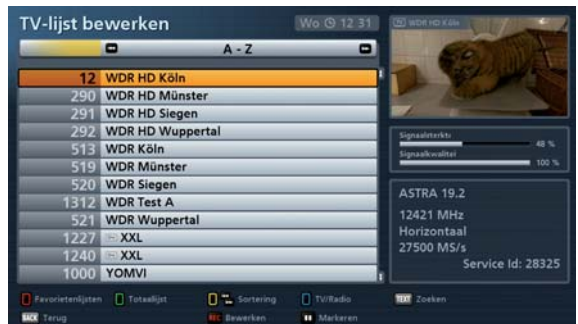 TV-lijst bewerken
Wo 12 31
TV WDR HD Köln
A - Z
12 WDR HD Köln
290 WDR HD Münster
291 WDR HD Siegen
292 WDR HD Wuppertal
513 WDR Köln
519 WDR Münster
520 WDR Siegen
1312 WDR Test A
521 WDR Wuppertal
1227 XXL
1240 XXL
1000 YOMVI
Signaalsterkte
48 %
Signaalkwalitei
100 %
ASTRA 19.2
12421 MHz
Horizontaal
27500 MS/s
Service Id: 28325
Favorietenlijsten Totaallijst Sortering TV/Radio TEXT Zoeken
BACK Terug REC Bewerken Markeren